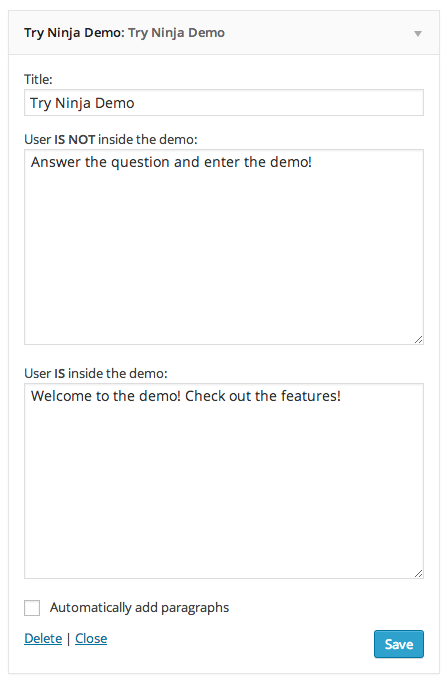 Try Ninja Demo: Try Ninja Demo
Title:
Try Ninja Demo
User IS NOT inside the demo:
Answer the question and enter the demo!
User IS inside the demo:
Welcome to the demo! Check out the features!
Automatically add paragraphs
Delete | Close
Save